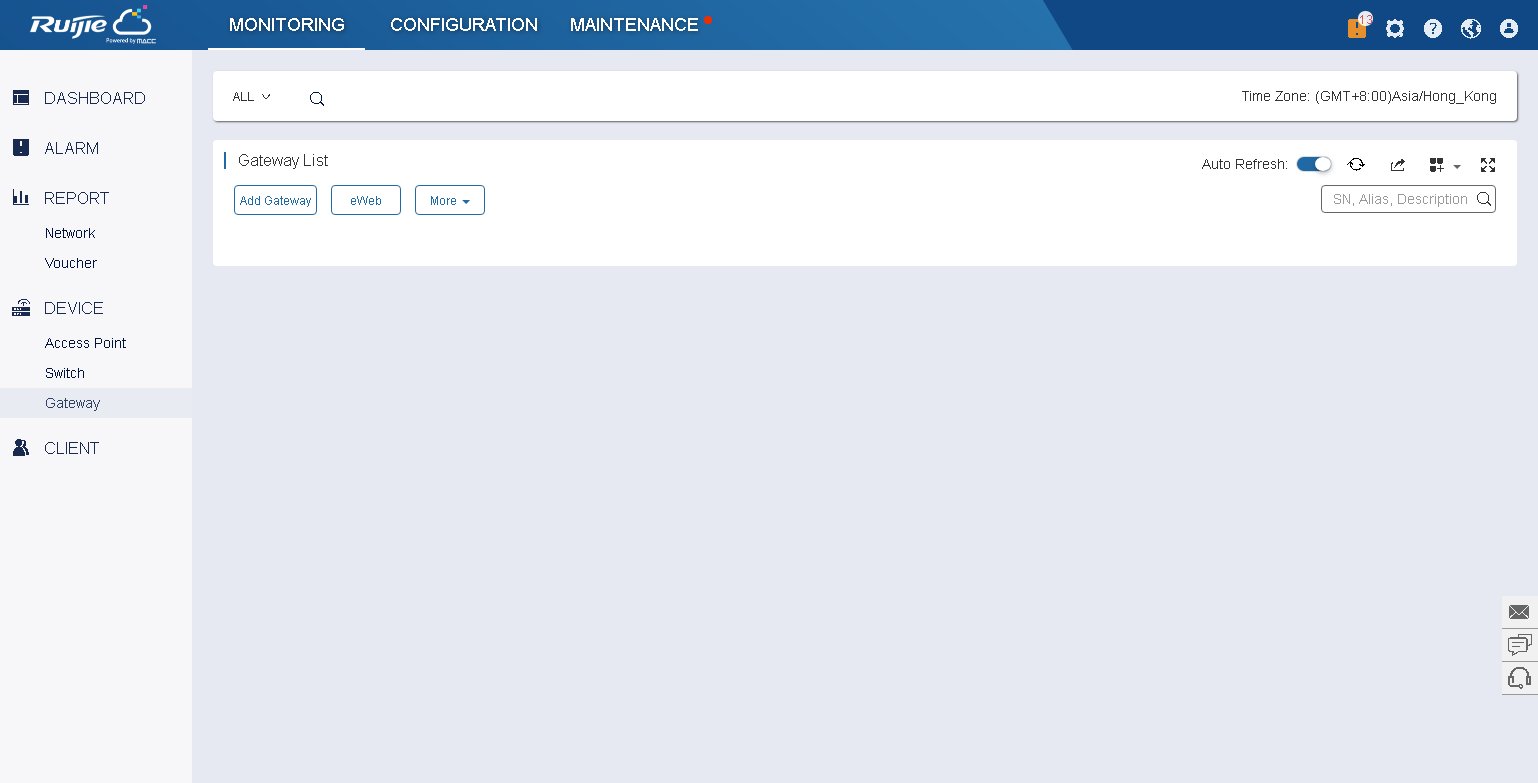 Ruijie
Powered by MACC
MONITORING
CONFIGURATION
MAINTENANCE
13
DASHBOARD
ALARM
REPORT
Network
Voucher
DEVICE
Access Point
Switch
Gateway
CLIENT
ALL
Time Zone: (GMT+8:00)Asia/Hong_Kong
Gateway List
Auto Refresh:
Add Gateway
eWeb
More
SN, Alias, Description